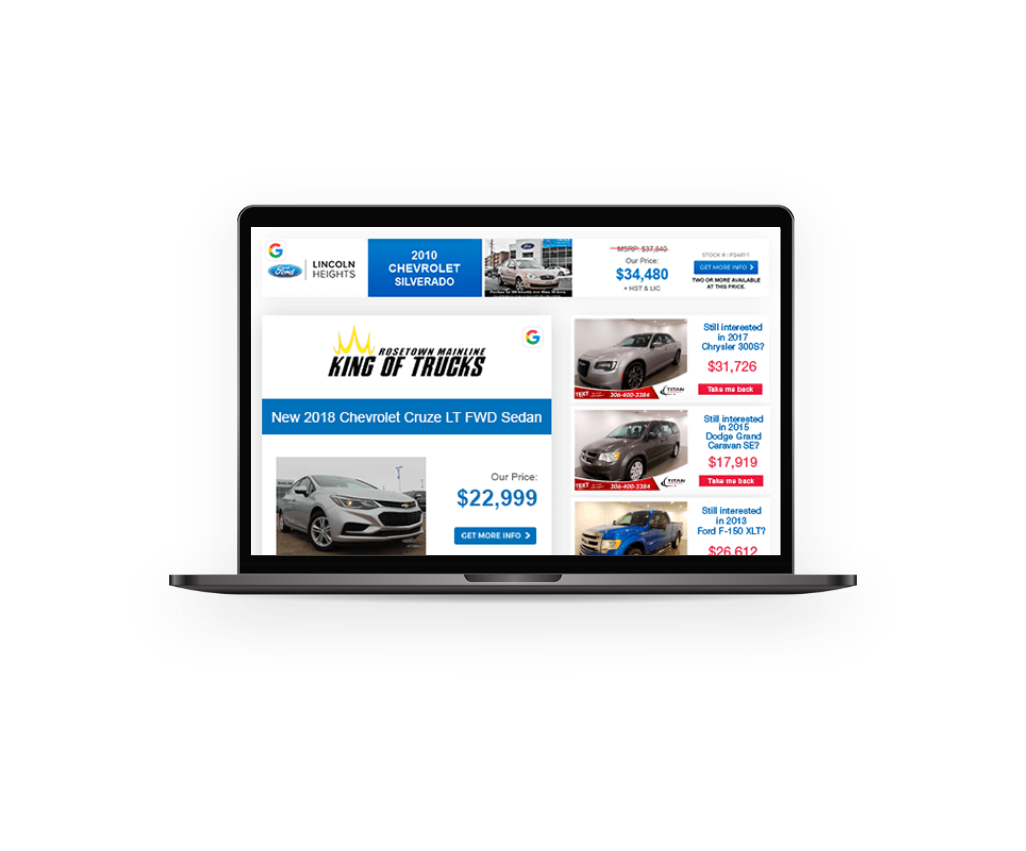 G
Ford
LINCOLN
HEIGHTS
2010
CHEVROLET
SILVERADO
MSRP: $37,840
Our Price:
$34,480
+ HST & LIC
STOCK # :
GET MORE INFO
TWO OR MORE AVAILABLE
AT THIS PRICE.
ROSETOWN MAINLINE
KING OF TRUCKS
G
New 2018 Chevrolet Cruze LT FWD Sedan
Our Price:
$22,999
GET MORE INFO
Still interested
in 2017
Chrysler 300S?
$31,726
Take me back
TEXT
306-400-3384
TITAN
Still interested
in 2015
Dodge Grand
Caravan SE?
$17,919
Take me back
TEXT
306-400-3384
TITAN
Still interested
in 2013
Ford F-150 XLT?
$26,612